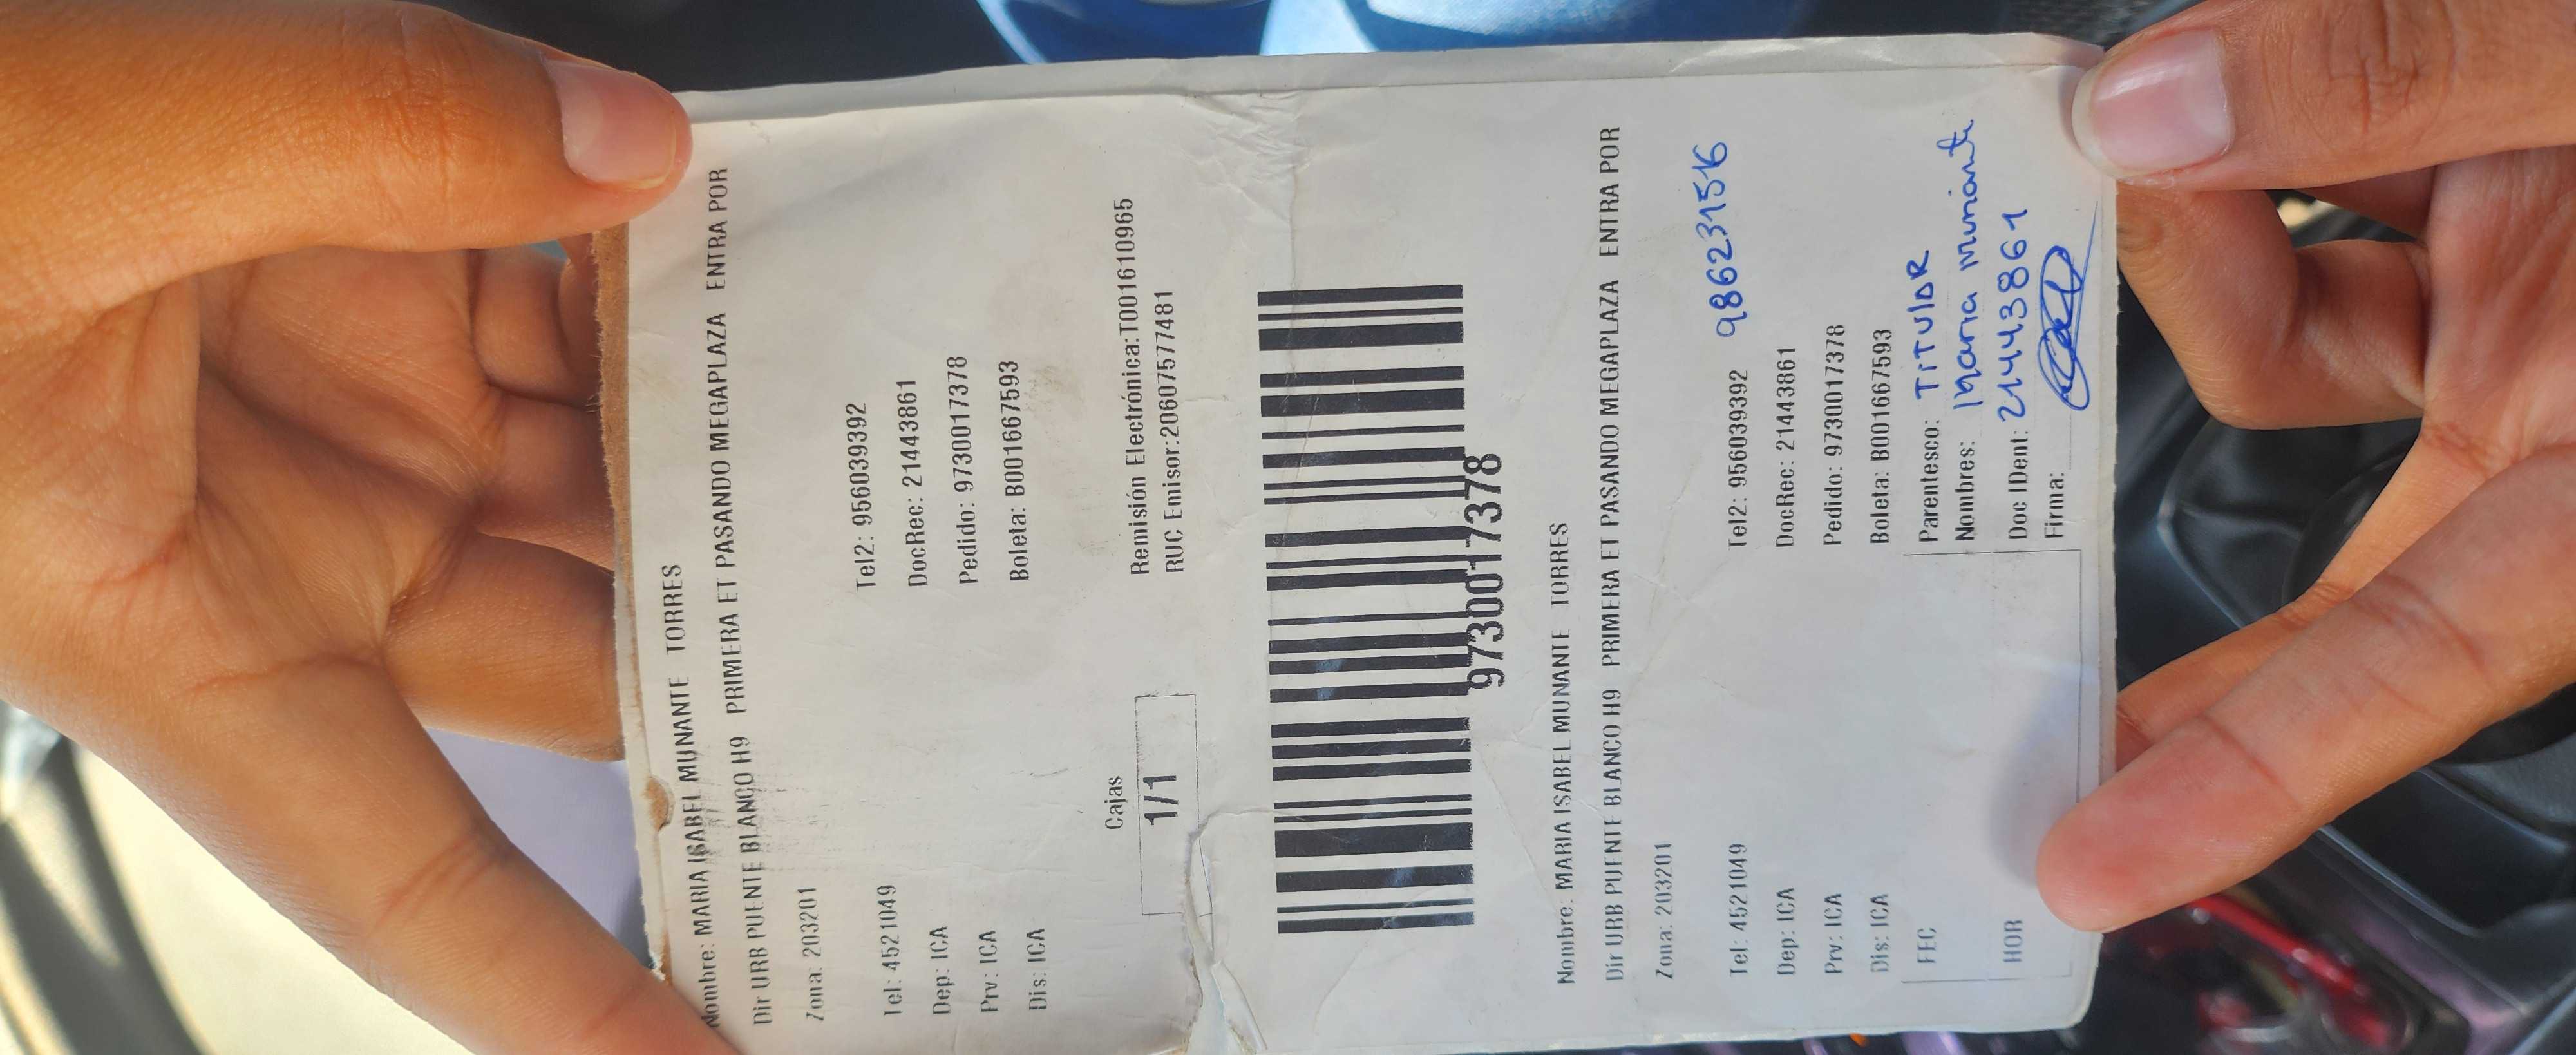 Nombre: MARIA ISABEL MUNANTE TORRES
Dir URB PUENTE BLANCO H9 PRIMERA ET PASANDO MEGAPLAZA ENTRA POR
Zona: 203201
Tel: 4521049 Tel2: 956039392
Dep: ICA DocRec: 21443861
Prv: ICA Pedido: 9730017378
Dis: ICA Boleta: B001667593
Cajas
1/1
Remisión Electrónica:T001610965
RUC Emisor:20607577481
9730017378
Nombre: MARIA ISABEL MUNANTE TORRES
Dir URB PUENTE BLANCO H9 PRIMERA ET PASANDO MEGAPLAZA ENTRA POR
986231516
Zona: 203201
Tel: 4521049 Tel2: 956039392
Dep: ICA DocRec: 21443861
Prv: ICA Pedido: 9730017378
Dis: ICA Boleta: B001667593
FEC
HOR
Parentesco: TITULAR
Nombres: Maria Muñante
Doc IDent: 21443861
Firma: